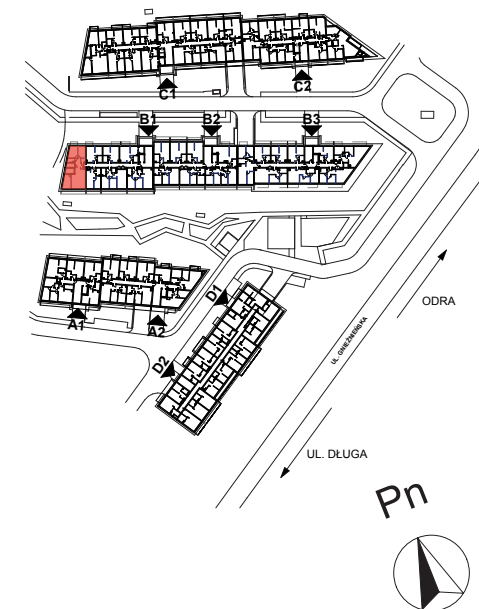 C1
C2
B1
B2
B3
A1
A2
D1
D2
ODRA
UL. GNIEŹNIEŃSKA
UL. DŁUGA
Pn